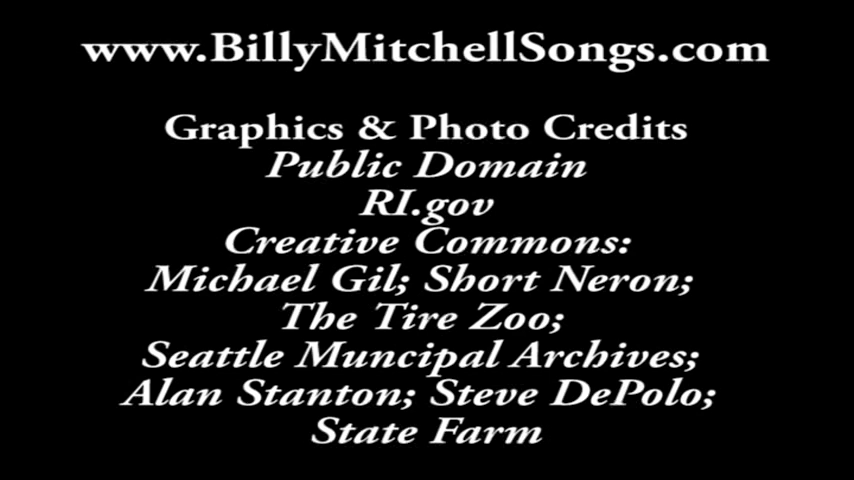 www.BillyMitchellSongs.com
Graphics & Photo Credits
Public Domain
RI.gov
Creative Commons:
Michael Gil; Short Neron;
The Tire Zoo;
Seattle Muncipal Archives;
Alan Stanton; Steve DePolo;
State Farm